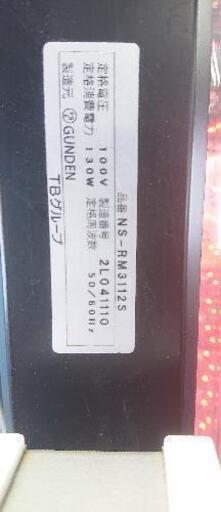 品番 NS-RM3112S
定格電圧 100V 製造番号 2L041110
定格消費電力 130W 定格周波数 50/60Hz
製造元 GUNDEN
TBグループ